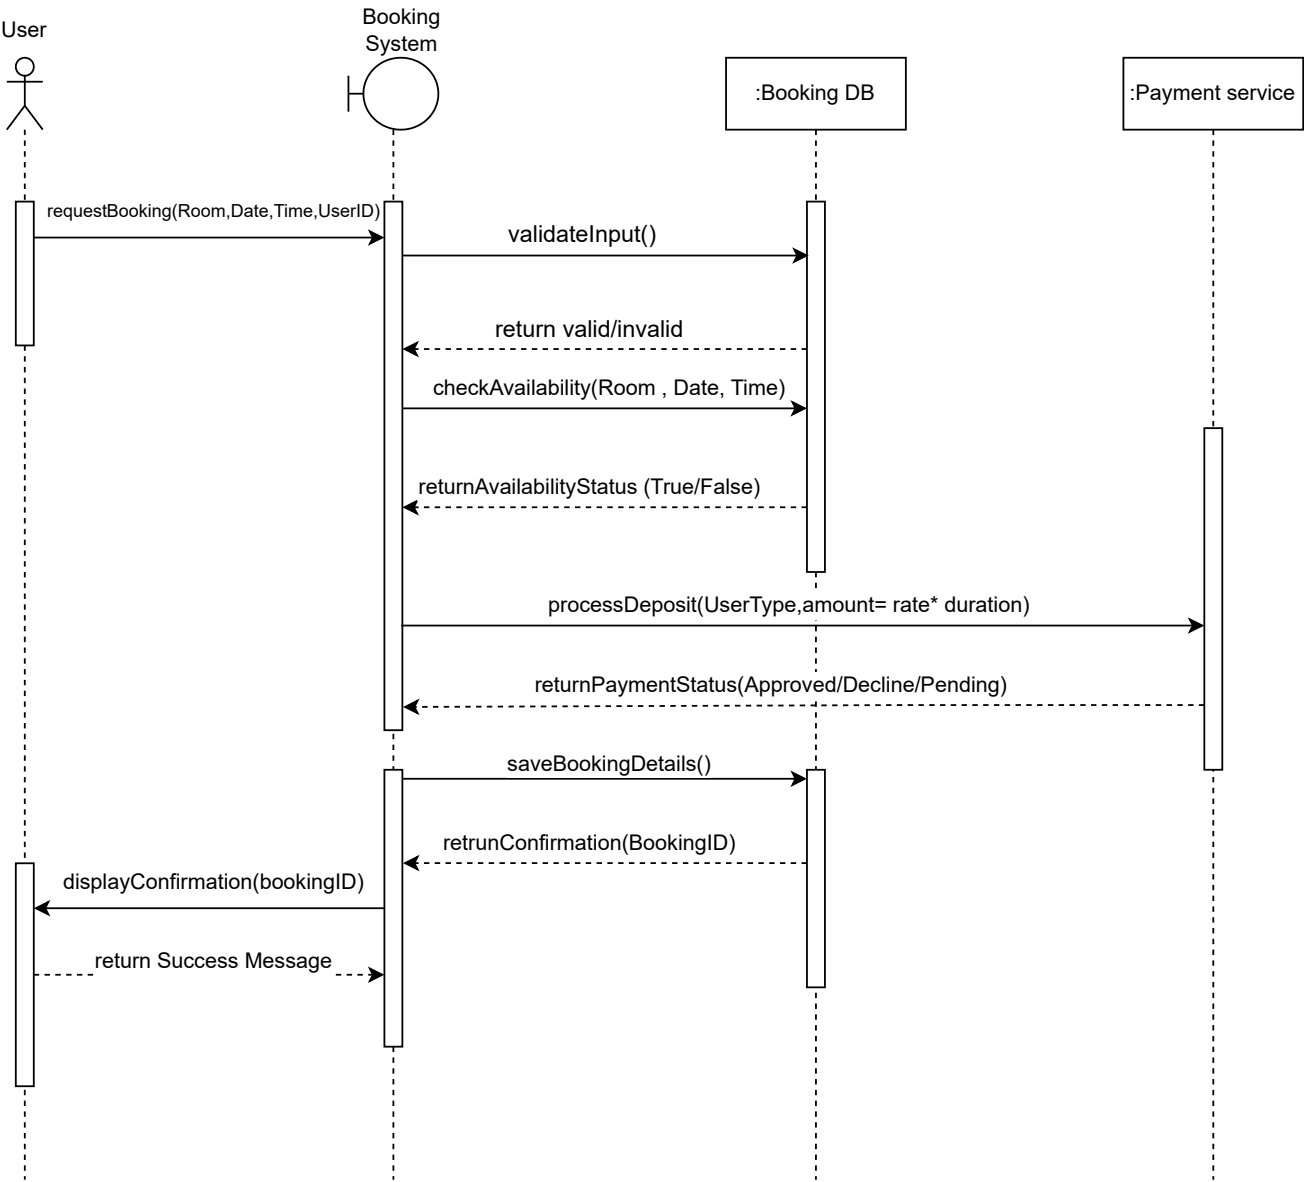 User
Booking
System
:Booking DB
:Payment service
requestBooking(Room,Date,Time,UserID)
validateInput()
return valid/invalid
checkAvailability(Room , Date, Time)
returnAvailabilityStatus (True/False)
processDeposit(UserType,amount= rate* duration)
returnPaymentStatus(Approved/Decline/Pending)
saveBookingDetails()
retrunConfirmation(BookingID)
displayConfirmation(bookingID)
return Success Message